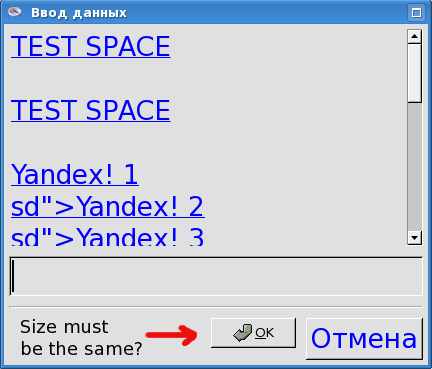 Ввод данных
TEST SPACE
TEST SPACE
Yandex! 1
sd">Yandex! 2
sd">Yandex! 3
Size must
be the same?
OK
Отмена